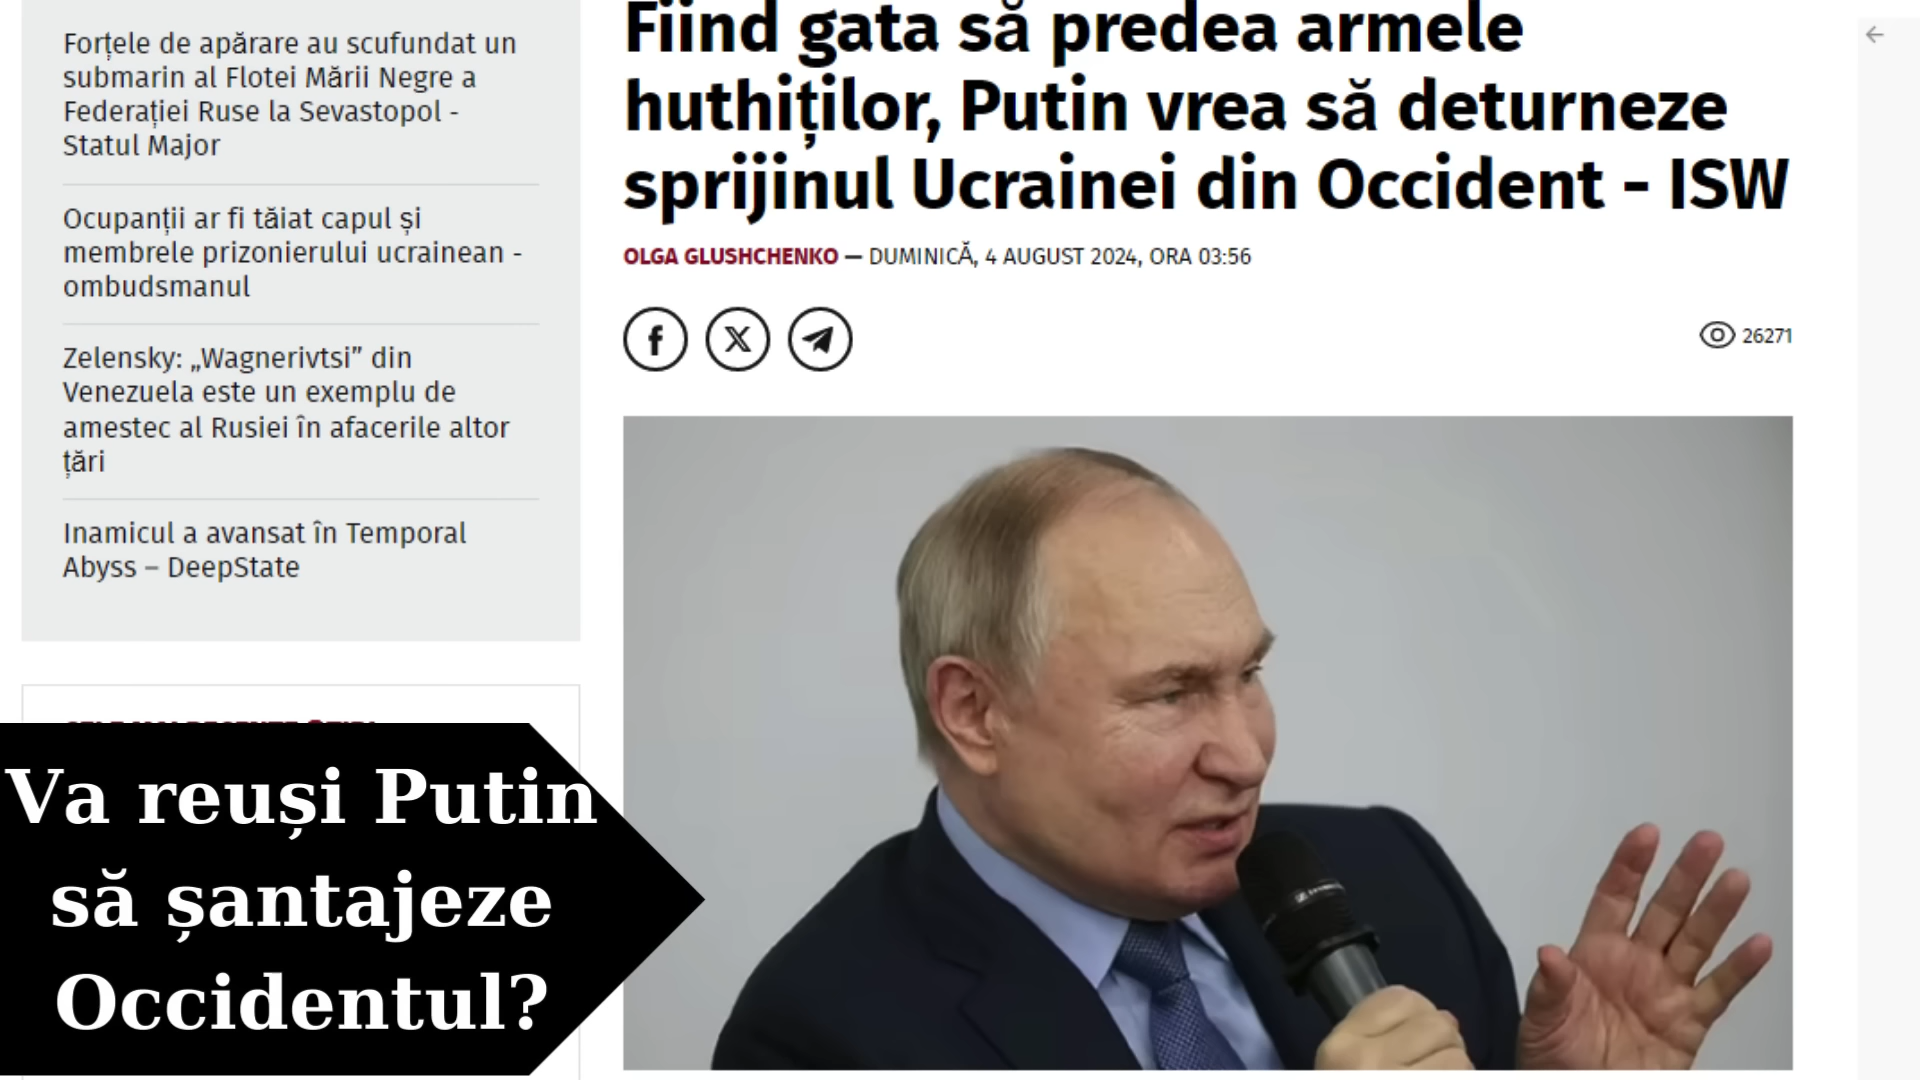 Forțele de apărare au scufundat un
submarin al Flotei Mării Negre a
Federației Ruse la Sevastopol -
Statul Major
Ocupanții ar fi tăiat capul și
membrele prizonierului ucrainean -
ombudsmanul
Zelensky: „Wagnerivtsi” din
Venezuela este un exemplu de
amestec al Rusiei în afacerile altor
țări
Inamicul a avansat în Temporal
Abyss – DeepState
Fiind gata să predea armele
huthiților, Putin vrea să deturneze
sprijinul Ucrainei din Occident - ISW
OLGA GLUSHCHENKO — DUMINICĂ, 4 AUGUST 2024, ORA 03:56
26271
Va reuși Putin
să șantajeze
Occidentul?